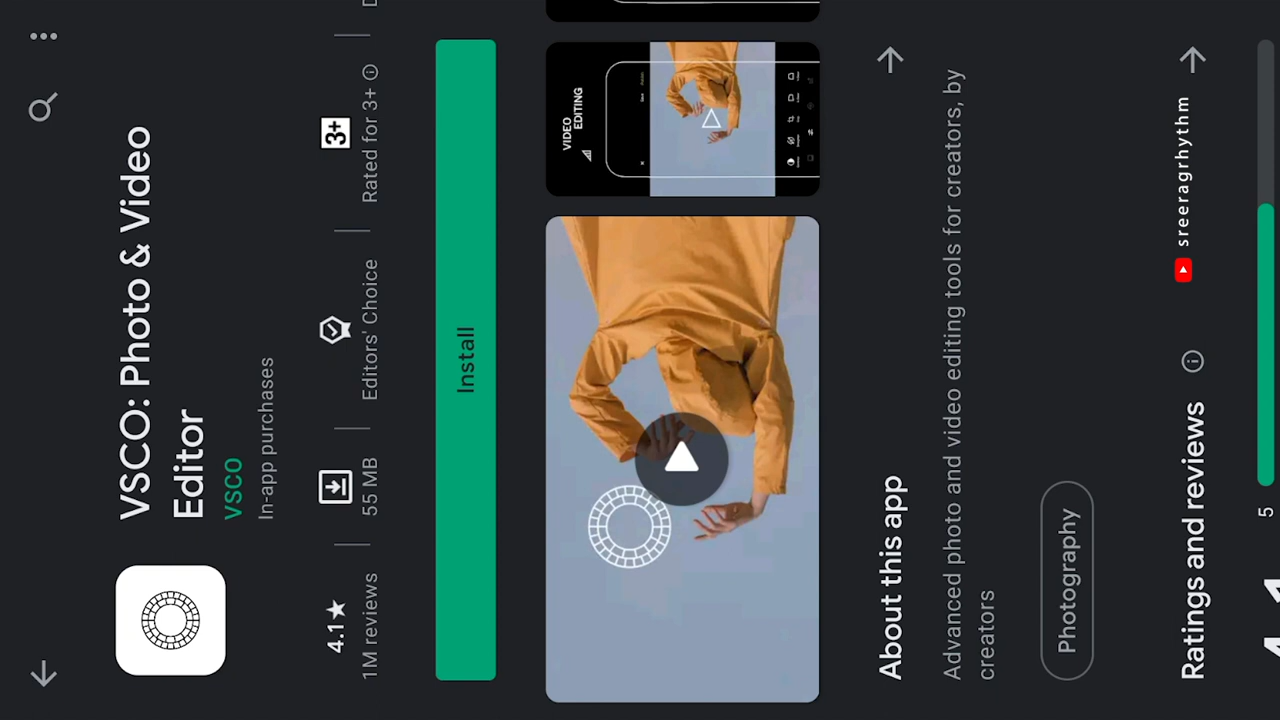 VSCO: Photo & Video
Editor
VSCO
In-app purchases
4.1★
1M reviews
55 MB
Editors' Choice
3+
Rated for 3+
Install
VIDEO
EDITING
About this app
Advanced photo and video editing tools for creators, by
creators
Photography
Ratings and reviews
sreeragrhythm
5